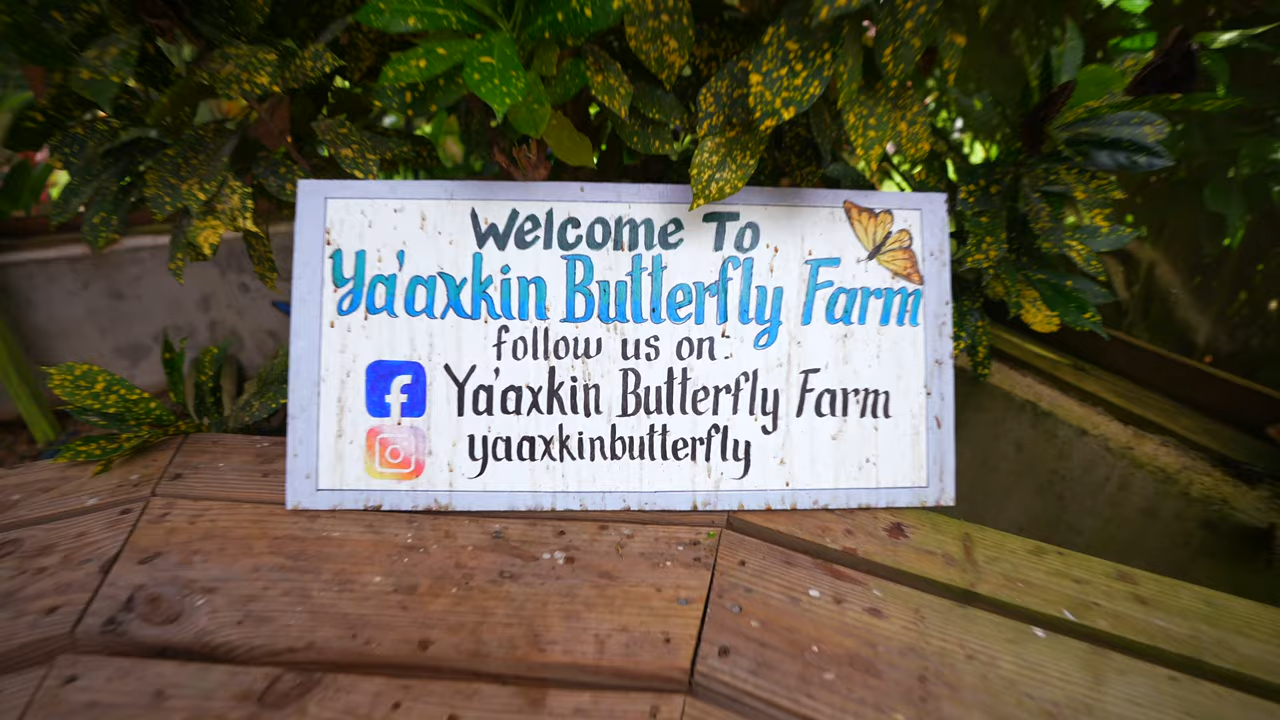 Welcome To
Ya'axkin Butterfly Farm
follow us on:
Ya'axkin Butterfly Farm
yaaxkinbutterfly